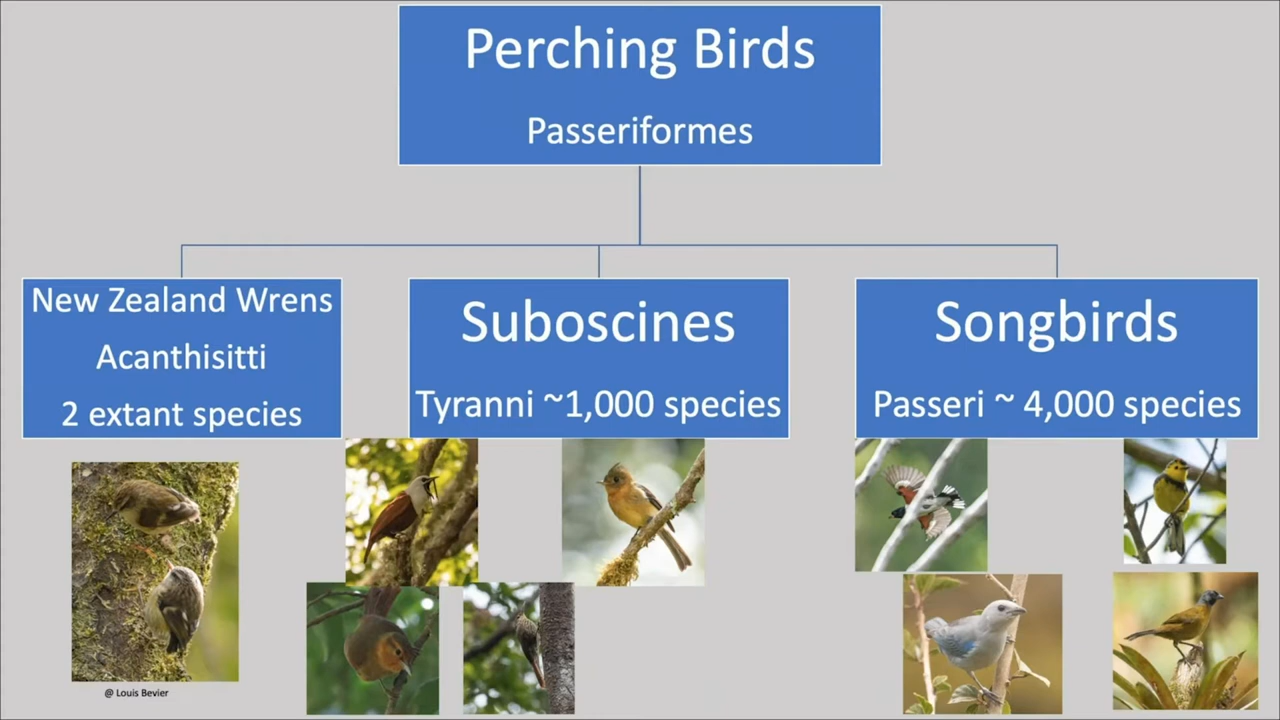 Perching Birds
Passeriformes
New Zealand Wrens
Acanthisitti
2 extant species
Suboscines
Tyranni ~1,000 species
Songbirds
Passeri ~ 4,000 species
@ Louis Bevier